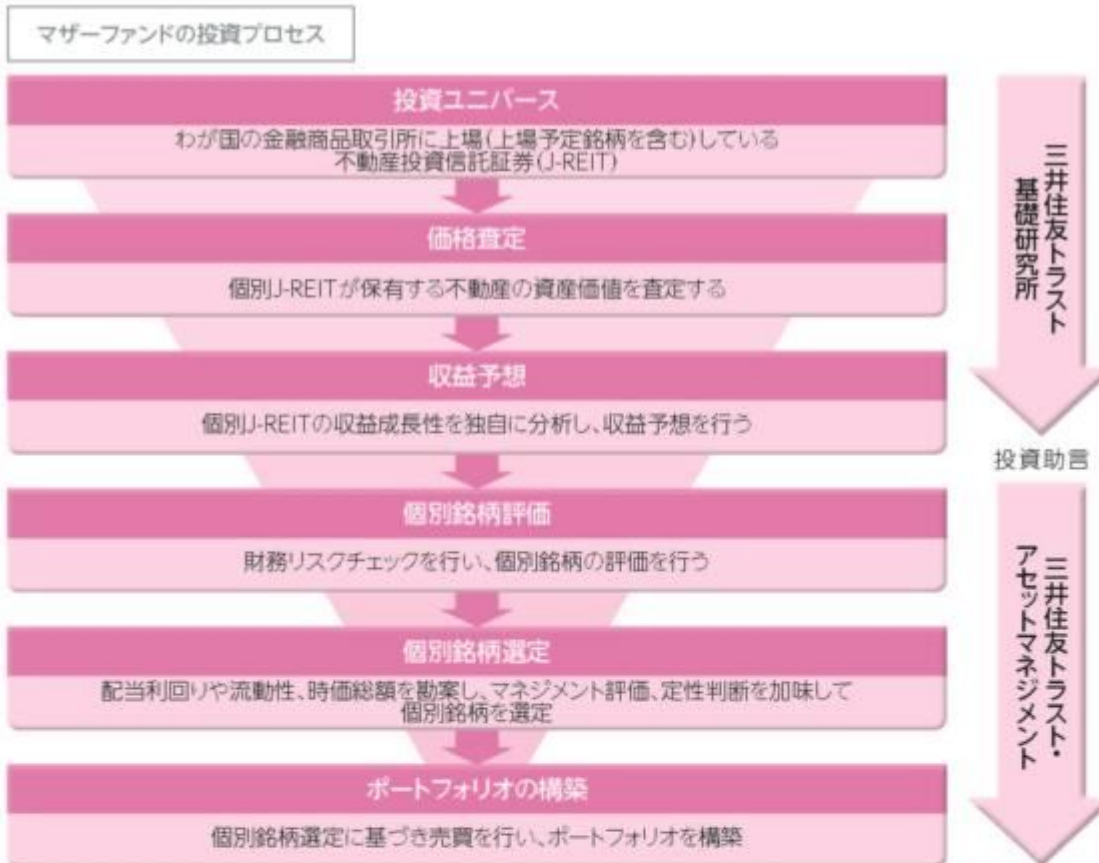 マザーファンドの投資プロセス
投資ユニバース
わが国の金融商品取引所に上場(上場予定銘柄を含む)している
不動産投資信託証券(J-REIT)
価格査定
個別J-REITが保有する不動産の資産価値を査定する
収益予想
個別J-REITの収益成長性を独自に分析し、収益予想を行う
個別銘柄評価
財務リスクチェックを行い、個別銘柄の評価を行う
個別銘柄選定
配当利回りや流動性、時価総額を勘案し、マネジメント評価、定性判断を加味して
個別銘柄を選定
ポートフォリオの構築
個別銘柄選定に基づき売買を行い、ポートフォリオを構築
三井住友トラスト
基礎研究所
投資助言
三井住友トラスト・
アセットマネジメント